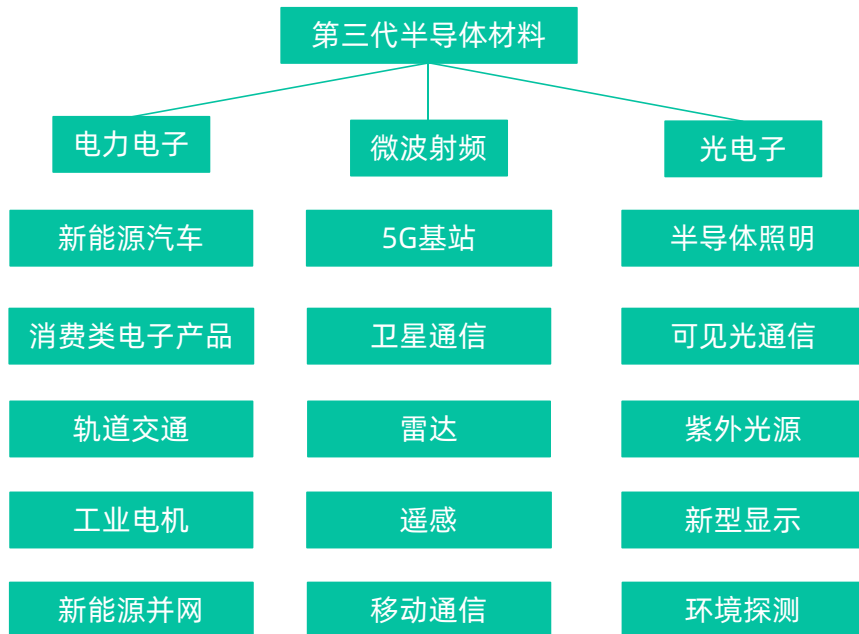 第三代半导体材料
电力电子
微波射频
光电子
新能源汽车
5G基站
半导体照明
消费类电子产品
卫星通信
可见光通信
轨道交通
雷达
紫外光源
工业电机
遥感
新型显示
新能源并网
移动通信
环境探测